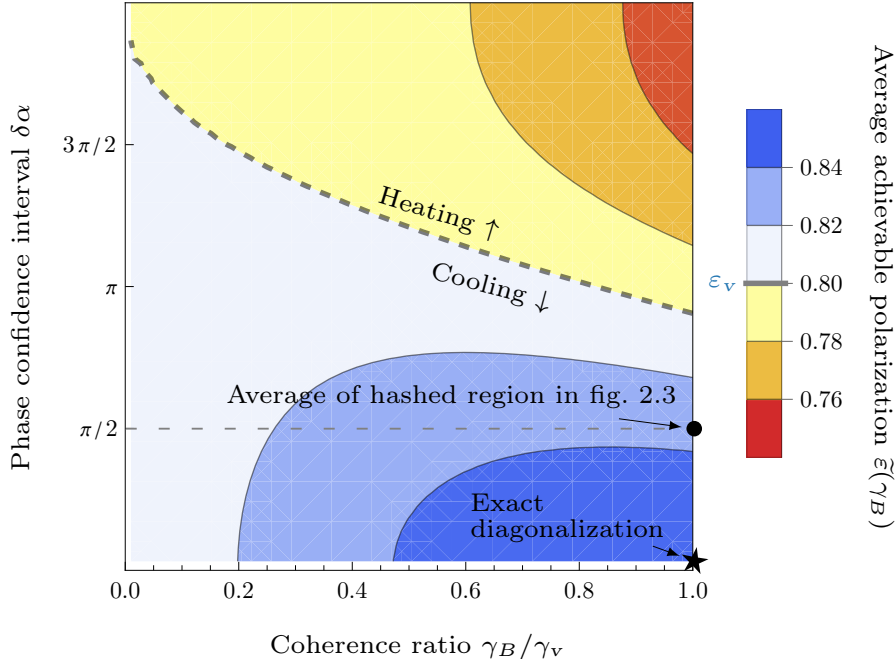 Phase confidence interval δα
3π/2
π
π/2
Heating ↑
Cooling ↓
Average of hashed region in fig. 2.3
Exact
diagonalization
0.0
0.2
0.4
0.6
0.8
1.0
Coherence ratio γ_B/γ_v
ε_v
0.84
0.82
0.80
0.78
0.76
Average achievable polarization ε̃(γ_B)